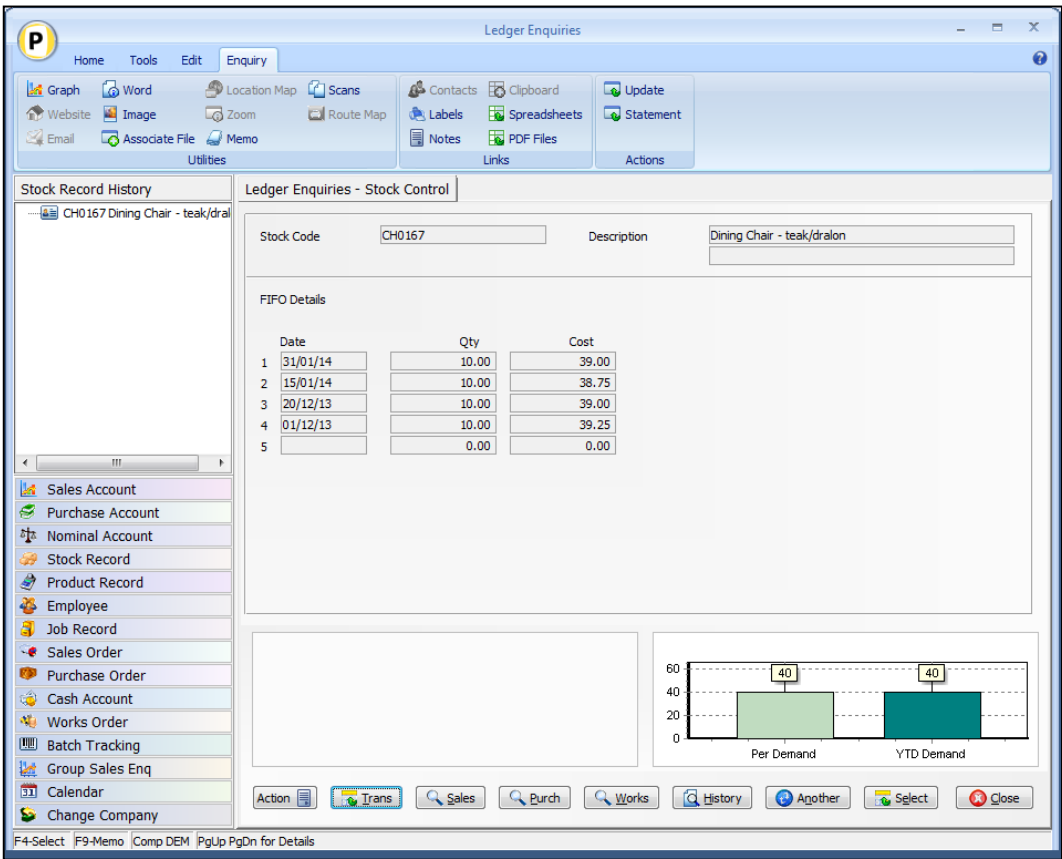 P
Ledger Enquiries
Home Tools Edit Enquiry
Graph Word Location Map Scans Contacts Clipboard Update
Website Image Zoom Route Map Labels Spreadsheets Statement
Email Associate File Memo Notes PDF Files
Utilities Links Actions
Stock Record History
CH0167 Dining Chair - teak/dral
Sales Account
Purchase Account
Nominal Account
Stock Record
Product Record
Employee
Job Record
Sales Order
Purchase Order
Cash Account
Works Order
Batch Tracking
Group Sales Enq
Calendar
Change Company
Ledger Enquiries - Stock Control
Stock Code CH0167 Description Dining Chair - teak/dralon
FIFO Details
Date Qty Cost
1 31/01/14 10.00 39.00
2 15/01/14 10.00 38.75
3 20/12/13 10.00 39.00
4 01/12/13 10.00 39.25
5 0.00 0.00
60
40
20
0
40 40
Per Demand YTD Demand
Action Trans Sales Purch Works History Another Select Close
F4-Select F9-Memo Comp DEM PgUp PgDn for Details